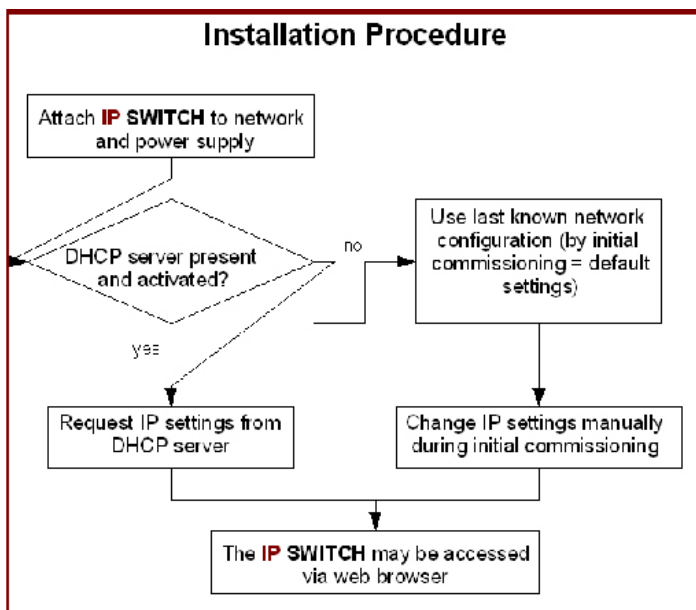 Installation Procedure
Attach IP SWITCH to network
and power supply
DHCP server present
and activated?
no
Use last known network
configuration (by initial
commissioning = default
settings)
yes
Request IP settings from
DHCP server
Change IP settings manually
during initial commissioning
The IP SWITCH may be accessed
via web browser